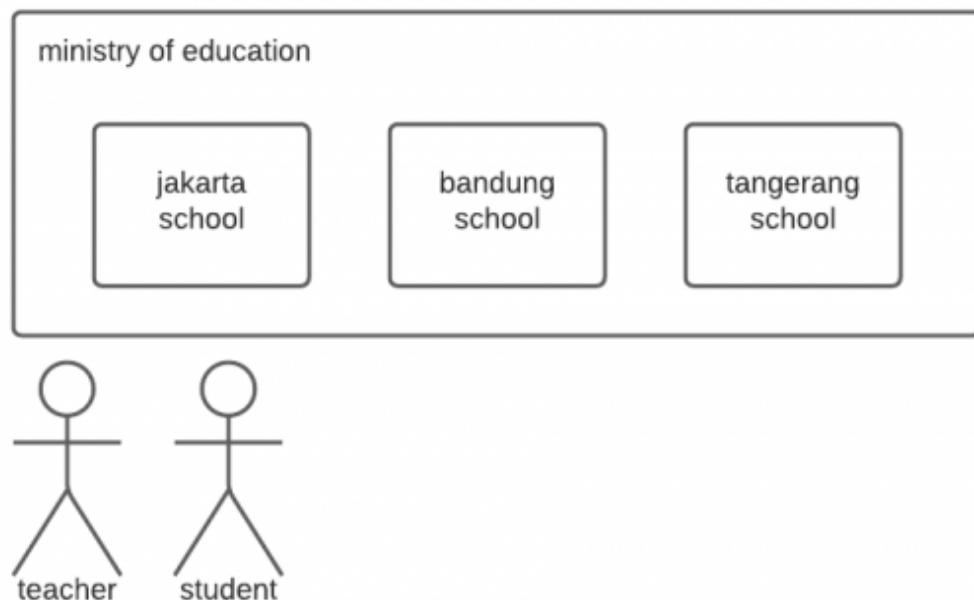 ministry of education
jakarta
school
bandung
school
tangerang
school
teacher
student